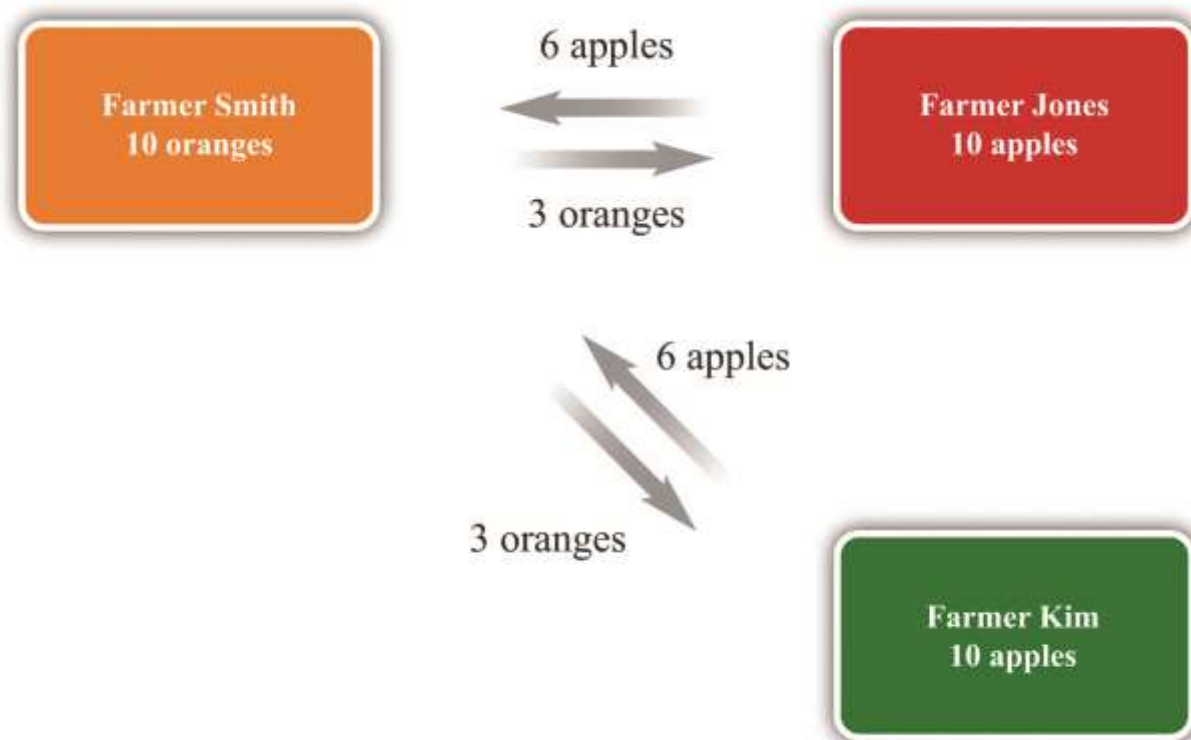 6 apples
Farmer Smith
10 oranges
Farmer Jones
10 apples
3 oranges
6 apples
3 oranges
Farmer Kim
10 apples